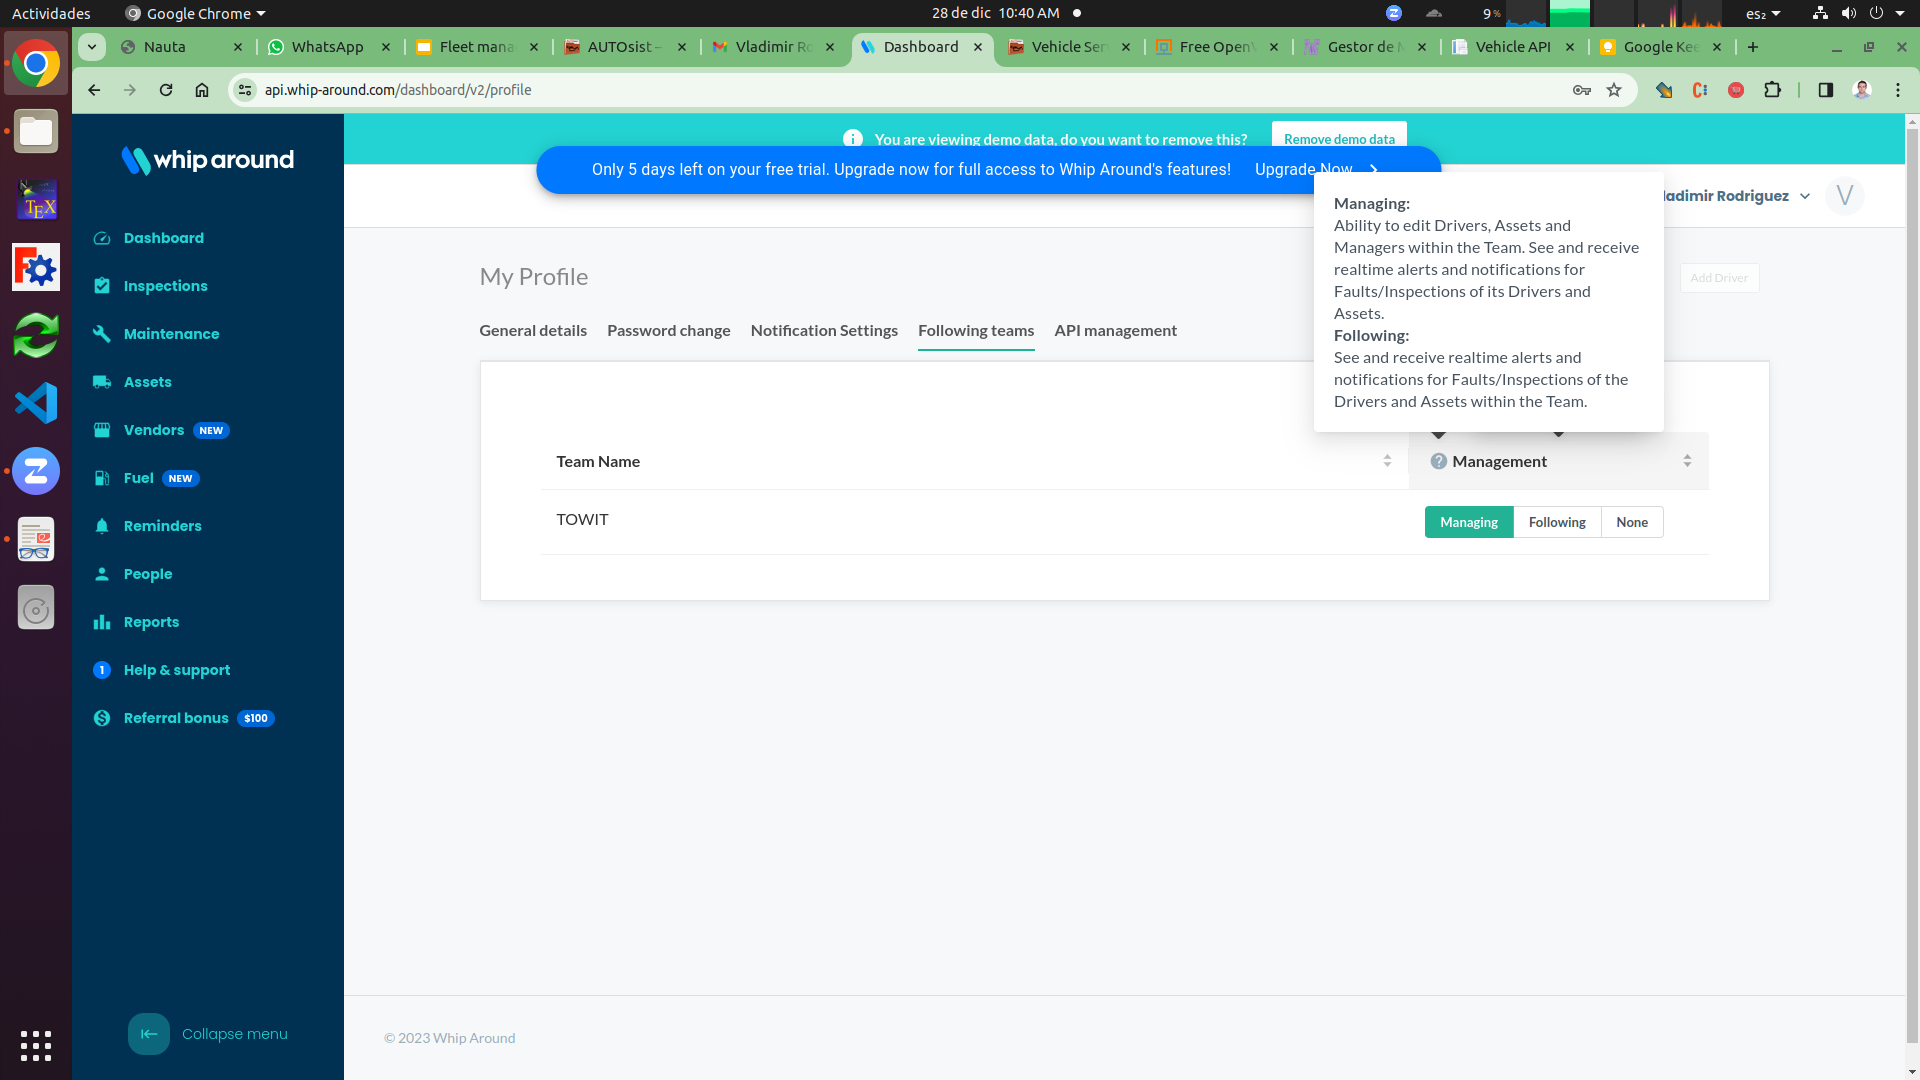 Actividades
Google Chrome
28 de dic 10:40 AM
9%
es₂
Nauta
WhatsApp
Fleet mana
AUTOsist –
Vladimir Ro
Dashboard
Vehicle Ser
Free Open
Gestor de
Vehicle API
Google Kee
api.whip-around.com/dashboard/v2/profile
whip around
You are viewing demo data, do you want to remove this?
Remove demo data
Only 5 days left on your free trial. Upgrade now for full access to Whip Around's features!
Upgrade Now
ladimir Rodriguez
V
Managing:
Ability to edit Drivers, Assets and
Managers within the Team. See and receive
realtime alerts and notifications for
Faults/Inspections of its Drivers and
Assets.
Following:
See and receive realtime alerts and
notifications for Faults/Inspections of the
Drivers and Assets within the Team.
Dashboard
Inspections
Maintenance
Assets
Vendors NEW
Fuel NEW
Reminders
People
Reports
1 Help & support
Referral bonus $100
Collapse menu
My Profile
Add Driver
General details
Password change
Notification Settings
Following teams
API management
Team Name
Management
TOWIT
Managing
Following
None
© 2023 Whip Around